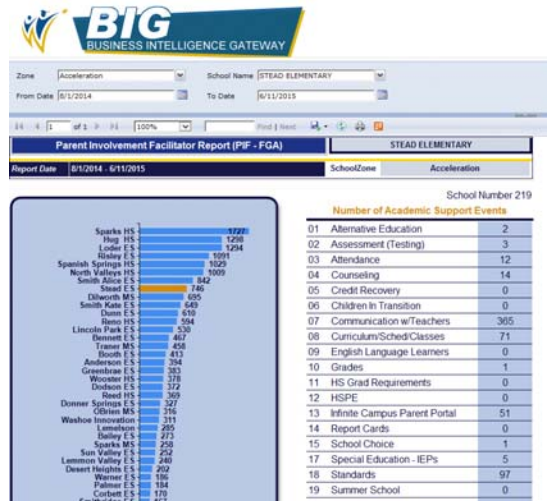 BIG
BUSINESS INTELLIGENCE GATEWAY
Zone Acceleration School Name STEAD ELEMENTARY
From Date 8/1/2014 To Date 6/11/2015
1 of 1 100% Find | Next
Parent Involvement Facilitator Report (PIF - FGA) STEAD ELEMENTARY
Report Date 8/1/2014 - 6/11/2015 SchoolZone Acceleration
School Number 219
Number of Academic Support Events
Sparks HS 1727
Hug HS 1298
Loder ES 1294
Risley ES 1091
Spanish Springs HS 1029
North Valleys HS 1009
Smith Alice ES 842
Stead ES 746
Dilworth MS 695
Smith Kate ES 649
Dunn ES 610
Reno HS 594
Lincoln Park ES 530
Bennett ES 467
Traner MS 458
Booth ES 413
Anderson ES 394
Greenbrae ES 383
Wooster HS 378
Dodson ES 372
Reed HS 369
Donner Springs ES 327
OBrien MS 316
Washoe Innovation 311
Lemelson 285
Bailey ES 273
Sparks MS 258
Sun Valley ES 252
Lemmon Valley ES 240
Desert Heights ES 202
Warner ES 186
Palmer ES 184
Corbett ES 170
01 Alternative Education 2
02 Assessment (Testing) 3
03 Attendance 12
04 Counseling 14
05 Credit Recovery 0
06 Children In Transition 0
07 Communication w/Teachers 365
08 Curriculum/Sched/Classes 71
09 English Language Learners 0
10 Grades 1
11 HS Grad Requirements 0
12 HSPE 0
13 Infinite Campus Parent Portal 51
14 Report Cards 0
15 School Choice 1
17 Special Education - IEPs 5
18 Standards 97
19 Summer School 0